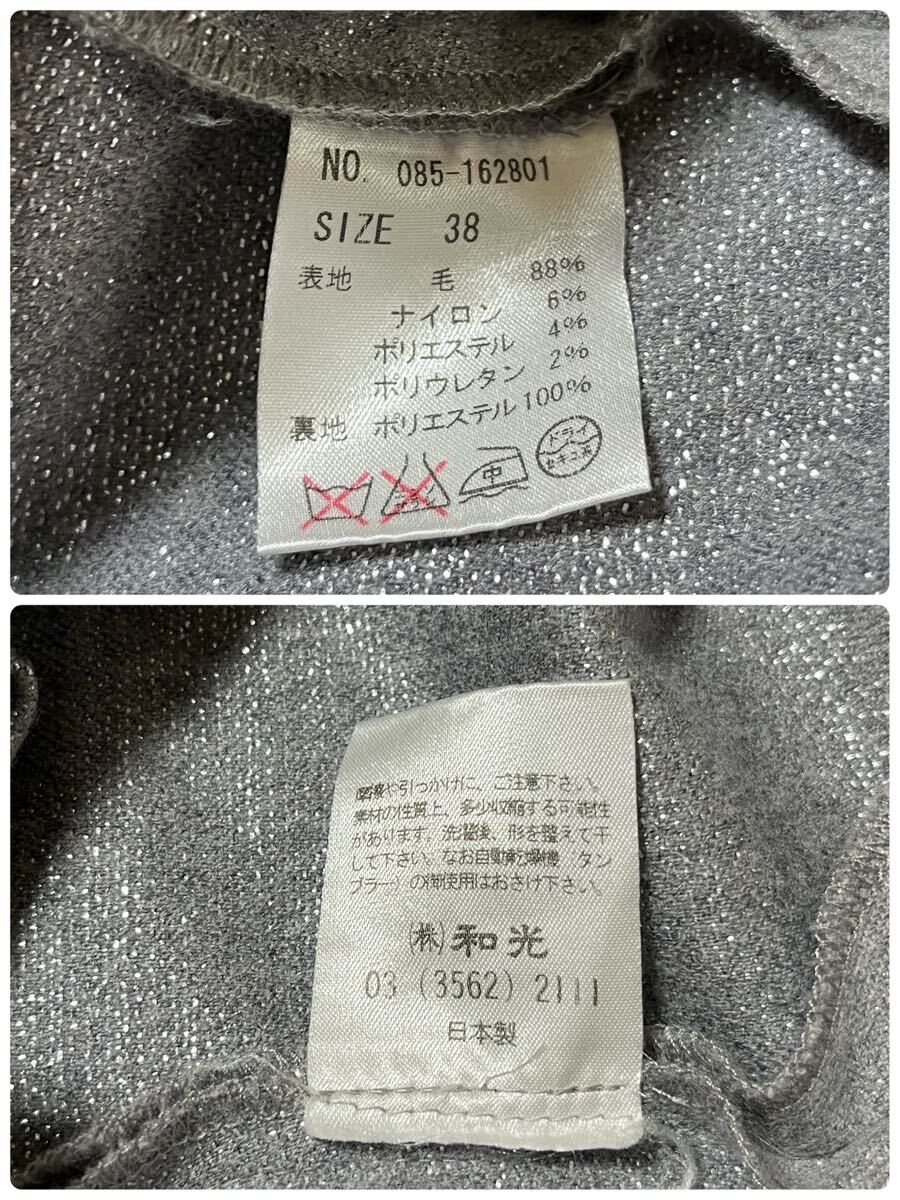 NO. 085-162801
SIZE 38
表地 毛 88%
ナイロン 6%
ポリエステル 4%
ポリウレタン 2%
裏地 ポリエステル 100%
中
ドライ
セキユ系
や引っかけに、ご注意下さい。
素材の性質上、多少収縮する可能性
があります。洗濯後、形を整えて干
して下さい。なお自動乾燥機 タン
ブラー)の御使用はおさけ下さい。
(株)和光
03 (3562) 2111
日本製